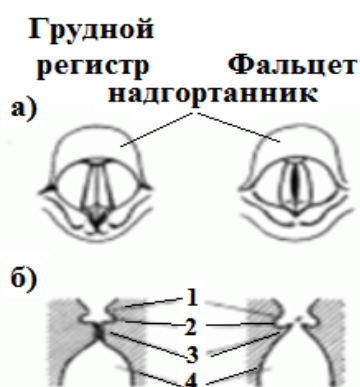 Грудной
регистр Фальцет
надгортанник
а)
б)
1
2
3
4